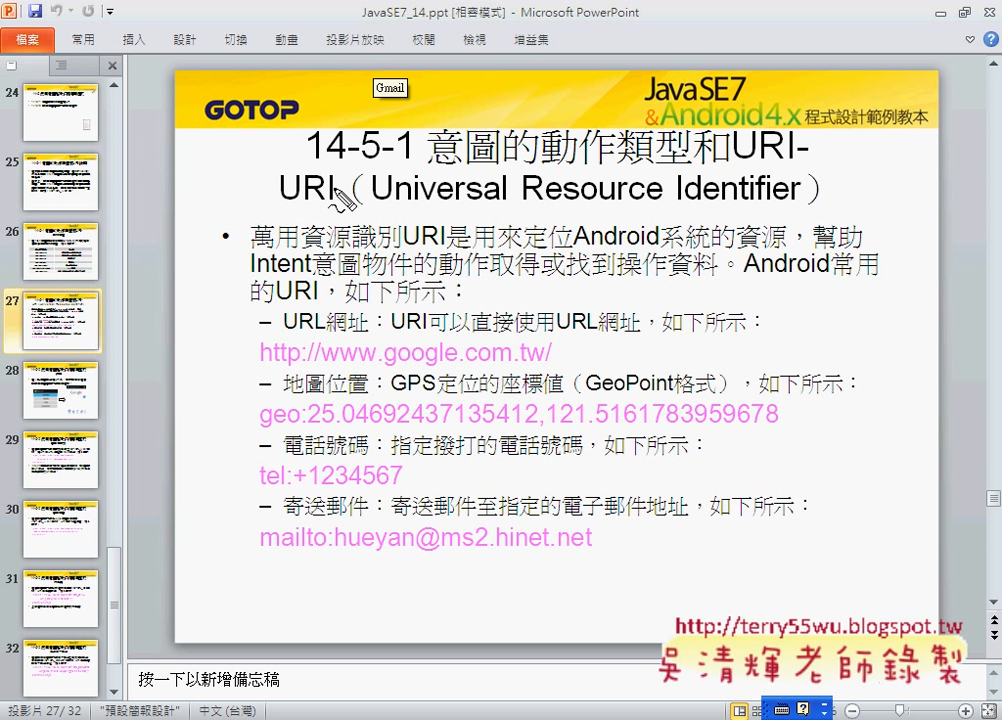 JavaSE7_14.ppt [相容模式] - Microsoft PowerPoint
檔案 常用 插入 設計 切換 動畫 投影片放映 校閱 檢視 增益集
Gmail
GOTOP
JavaSE7
&Android4.x 程式設計範例教本
14-5-1 意圖的動作類型和URI-
URI（Universal Resource Identifier）
• 萬用資源識別URI是用來定位Android系統的資源，幫助
Intent意圖物件的動作取得或找到操作資料。Android常用
的URI，如下所示：
– URL網址：URI可以直接使用URL網址，如下所示：
http://www.google.com.tw/
– 地圖位置：GPS定位的座標值（GeoPoint格式），如下所示：
geo:25.04692437135412,121.5161783959678
– 電話號碼：指定撥打的電話號碼，如下所示：
tel:+1234567
– 寄送郵件：寄送郵件至指定的電子郵件地址，如下所示：
mailto:hueyan@ms2.hinet.net
24
25
26
27
28
29
30
31
32
http://terry55wu.blogspot.tw
吳清輝老師錄製
按一下以新增備忘稿
投影片 27/ 32 "預設簡報設計" 中文 (台灣)